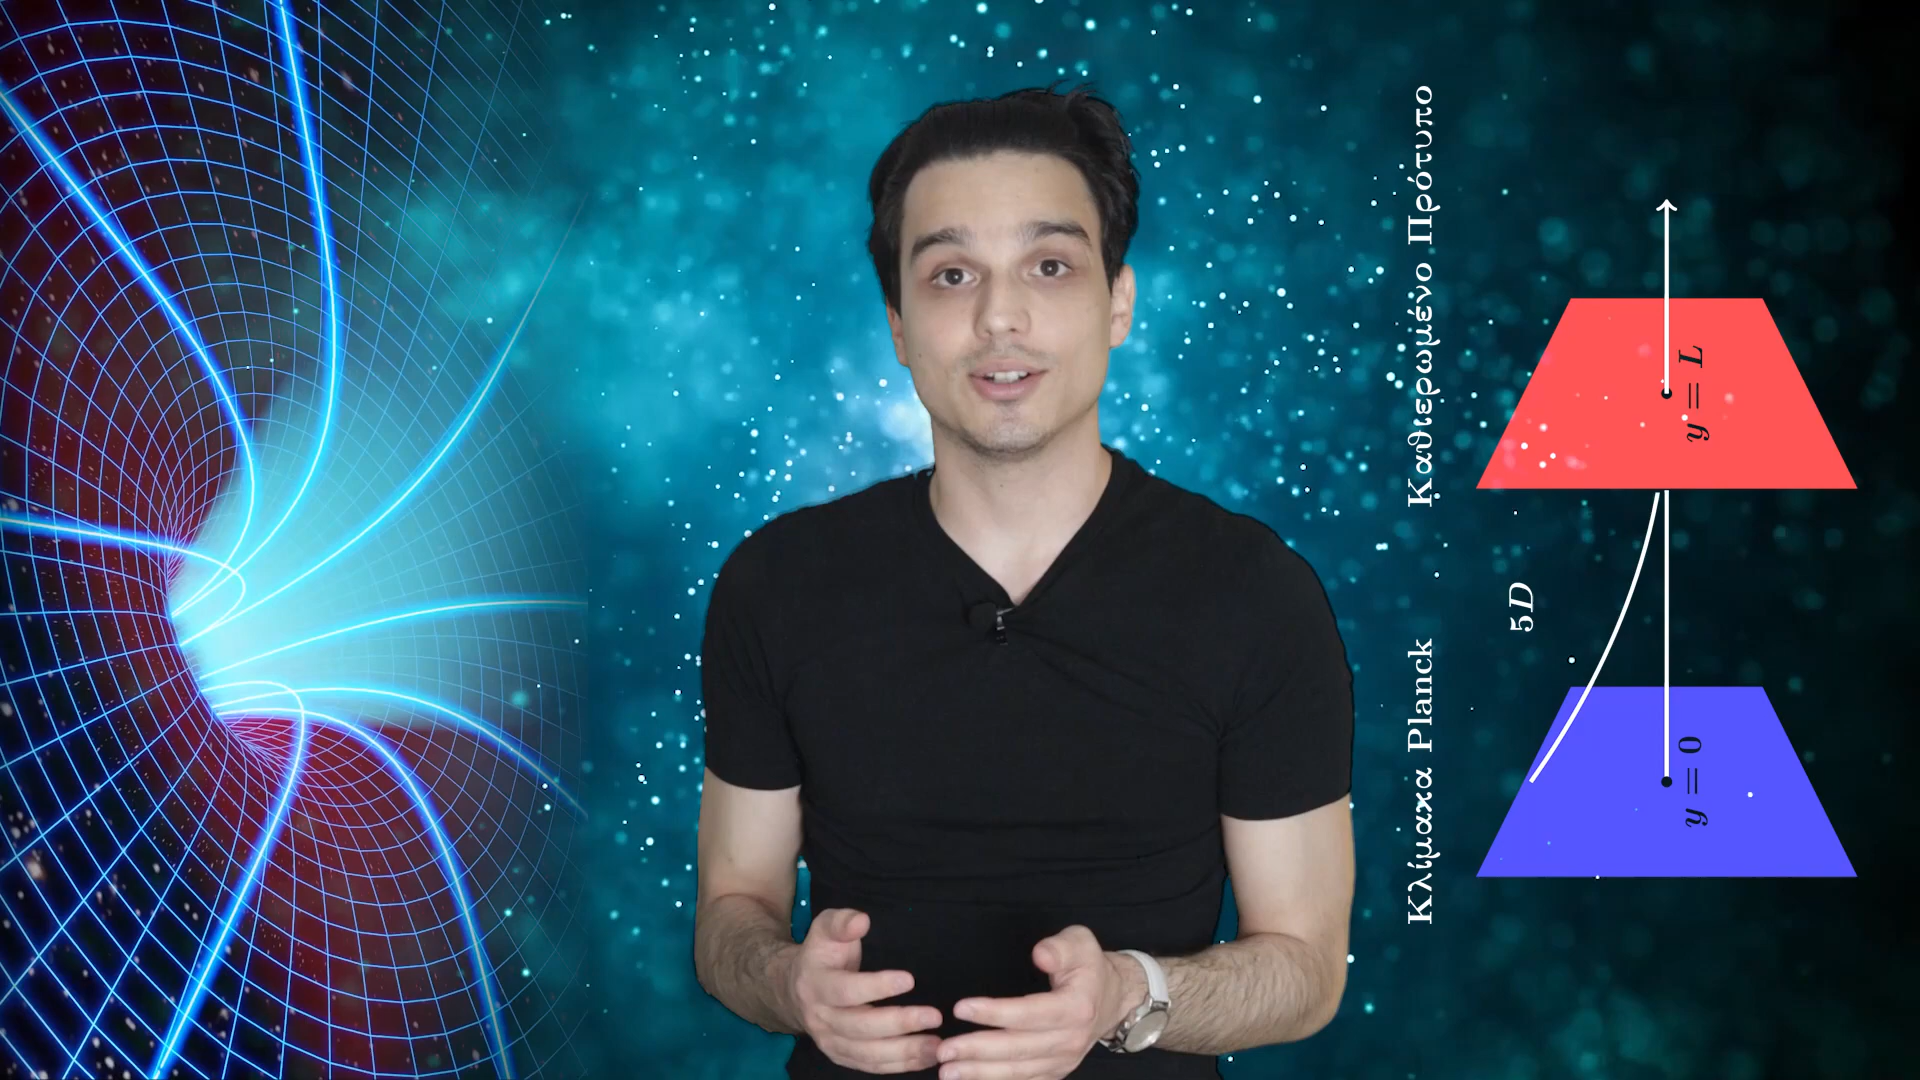 Καθιερωμένο Πρότυπο
y = L
5D
Κλίμακα Planck
y = 0